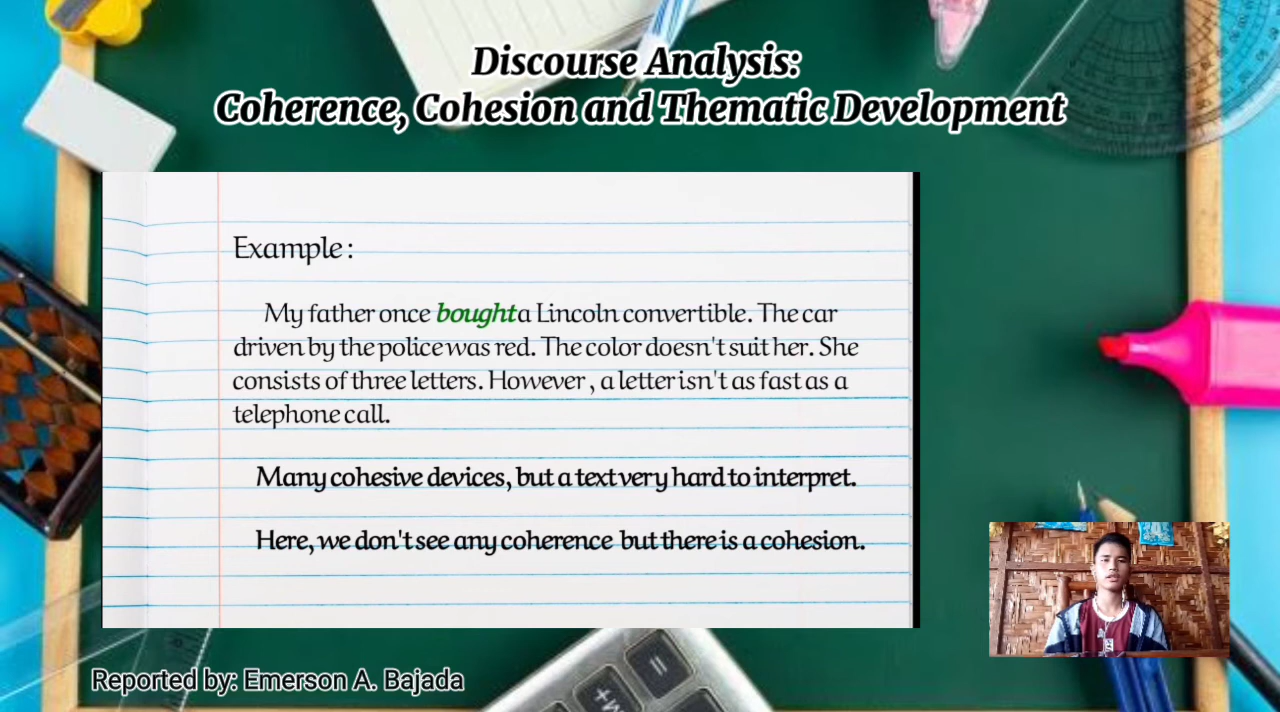 Discourse Analysis:
Coherence, Cohesion and Thematic Development
Example :
My father once bought a Lincoln convertible. The car
driven by the police was red. The color doesn't suit her. She
consists of three letters. However , a letter isn't as fast as a
telephone call.
Many cohesive devices, but a text very hard to interpret.
Here, we don't see any coherence but there is a cohesion.
Reported by: Emerson A. Bajada